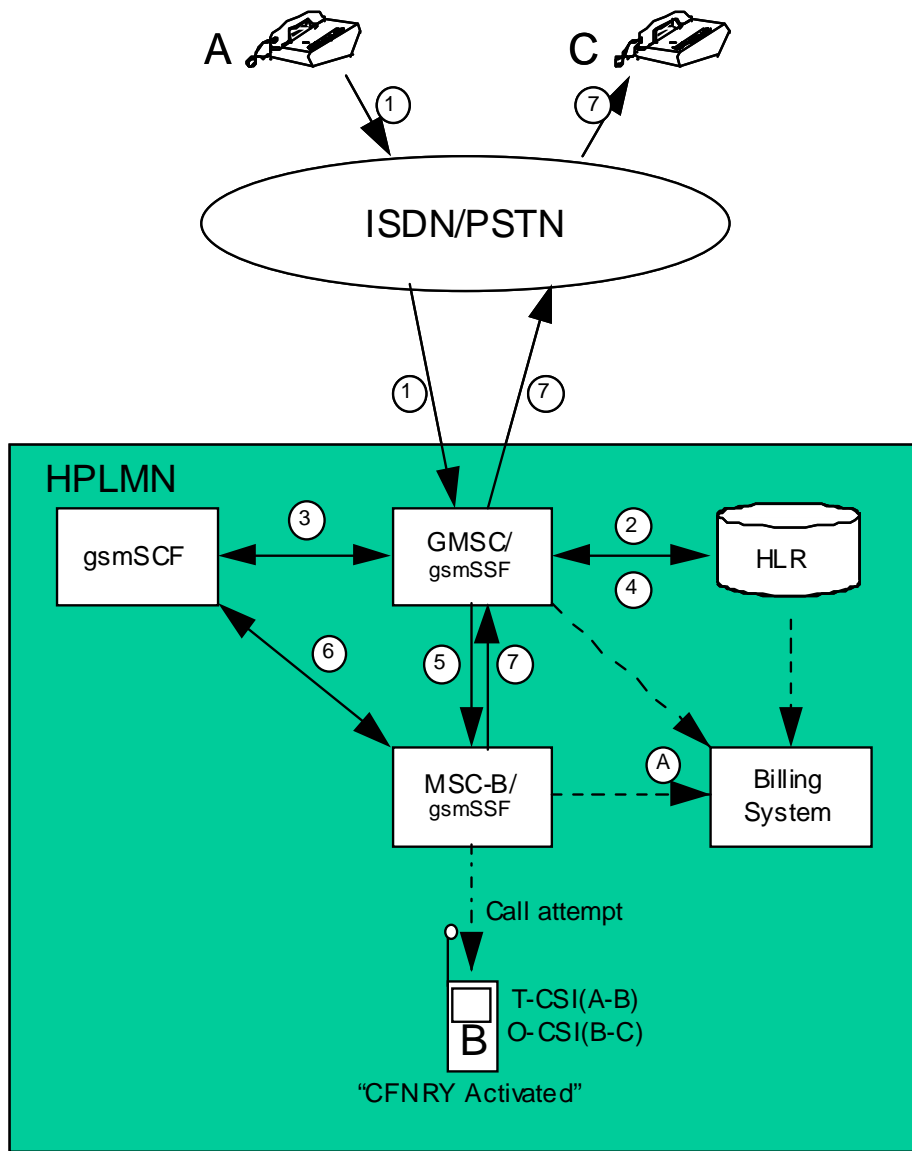 A
C
1
7
ISDN/PSTN
1
7
HPLMN
gsmSCF
3
GMSC/
gsmSSF
2
4
HLR
6
5
7
MSC-B/
gsmSSF
A
Billing
System
Call attempt
T-CSI(A-B)
O-CSI(B-C)
B
“CFNRY Activated”